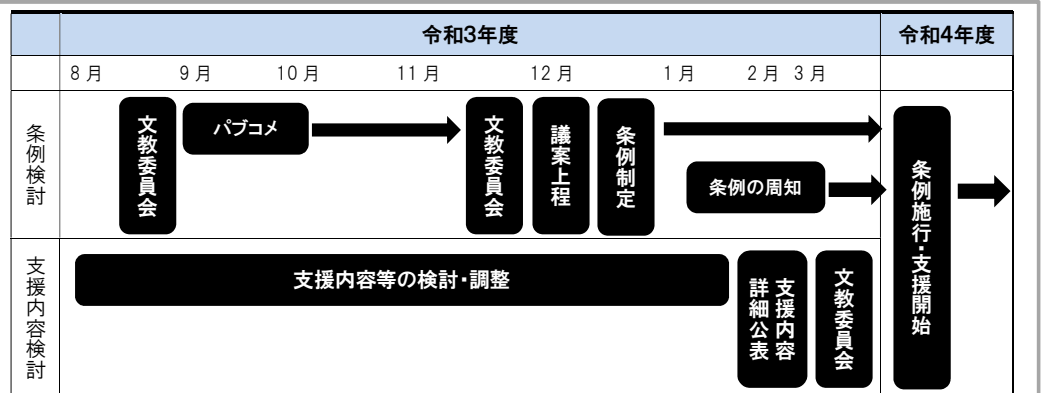 令和3年度
令和4年度
8月 9月 10月 11月 12月 1月 2月 3月
条例検討
文教委員会
パブコメ
文教委員会
議案上程
条例制定
条例の周知
条例施行・支援開始
支援内容検討
支援内容等の検討・調整
支援内容
詳細公表
文教委員会